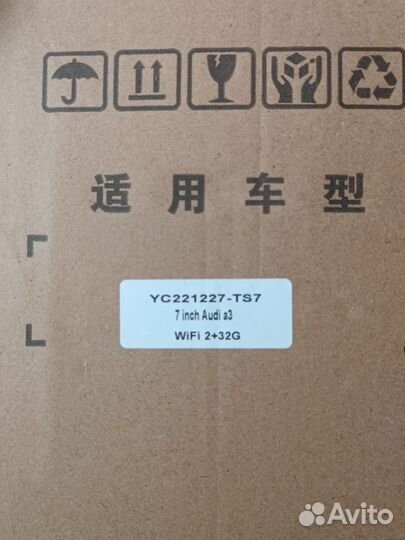 适用车型
YC221227-TS7
7 inch Audi a3
WiFi 2+32G
Avito